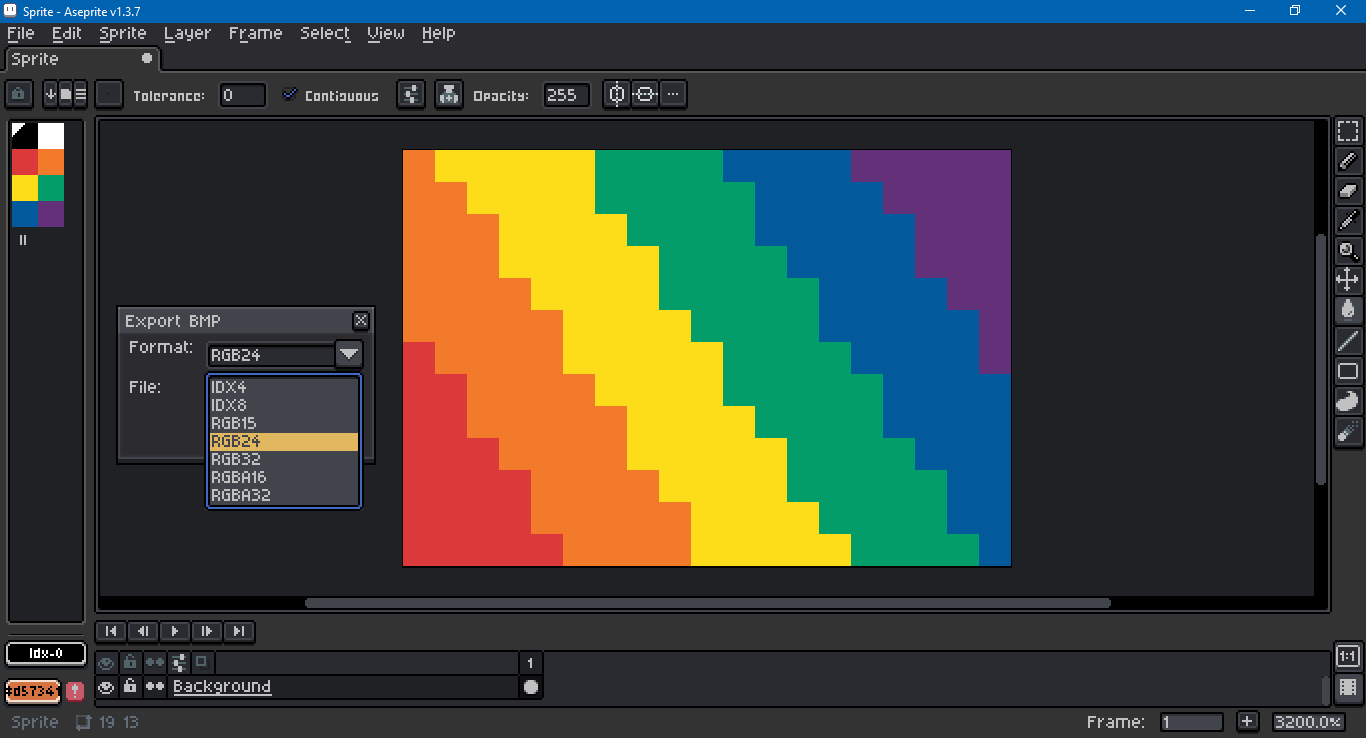 Sprite - Aseprite v1.3.7
File Edit Sprite Layer Frame Select View Help
Sprite
Tolerance: 0 Contiguous Opacity: 255
Export BMP
Format: RGB24
File:
IDX4
IDX8
RGB15
RGB24
RGB32
RGBA16
RGBA32
Idx-0
1
1:1
#d57341
Background
Sprite 19 13
Frame: 1 + 3200.0%